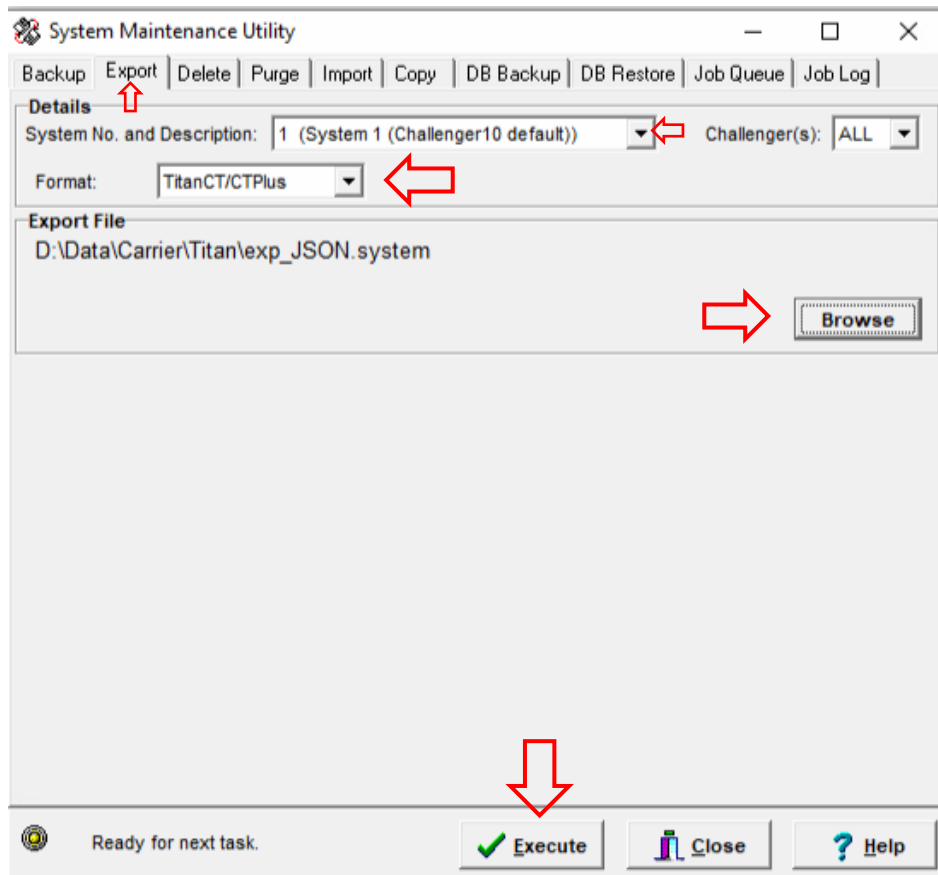 System Maintenance Utility
Backup Export Delete Purge Import Copy DB Backup DB Restore Job Queue Job Log
Details
System No. and Description: 1 (System 1 (Challenger10 default)) Challenger(s): ALL
Format: TitanCT/CTPlus
Export File
D:\Data\Carrier\Titan\exp_JSON.system
Browse
Ready for next task. Execute Close Help